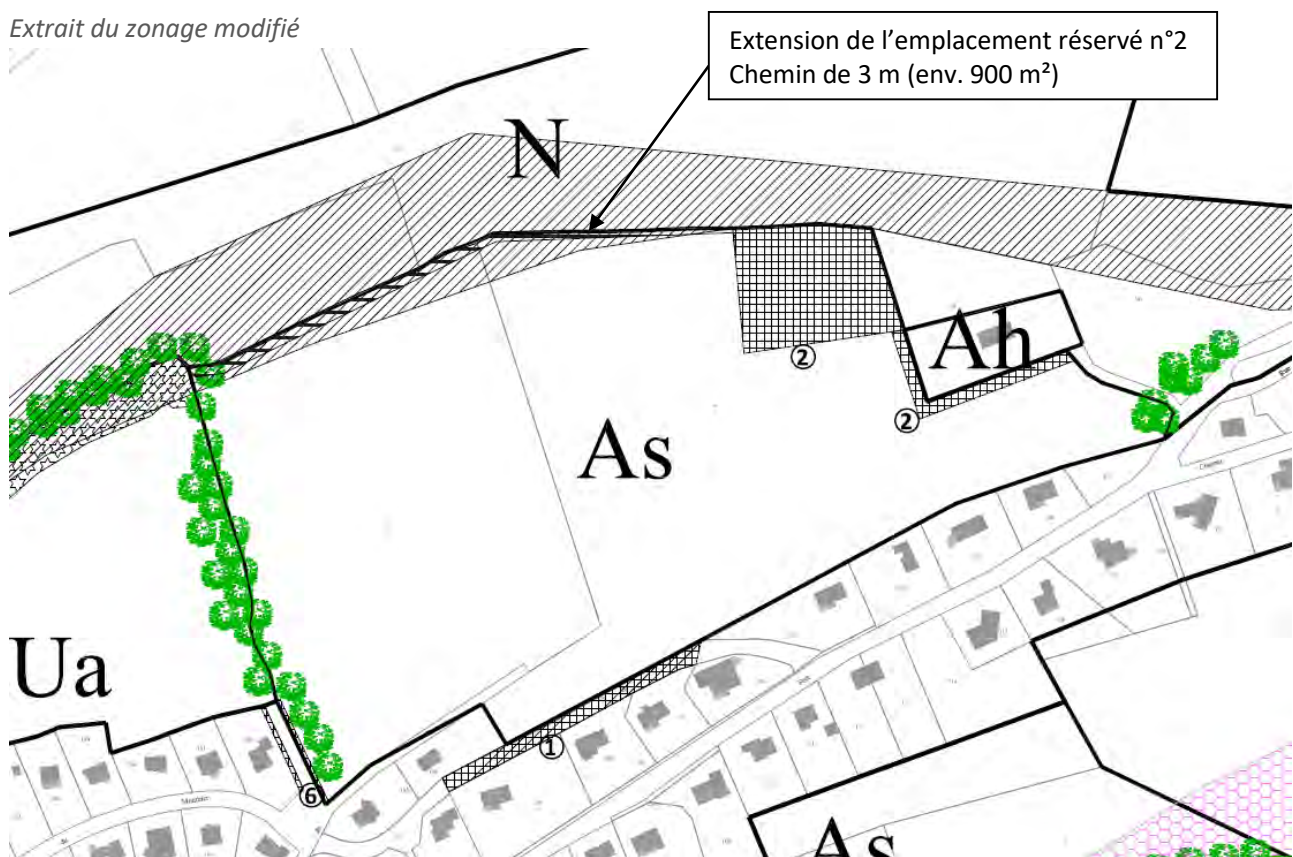 Extrait du zonage modifié
Extension de l’emplacement réservé n°2
Chemin de 3 m (env. 900 m²)
N
Ah
②
②
As
Ua
①
⑥
As